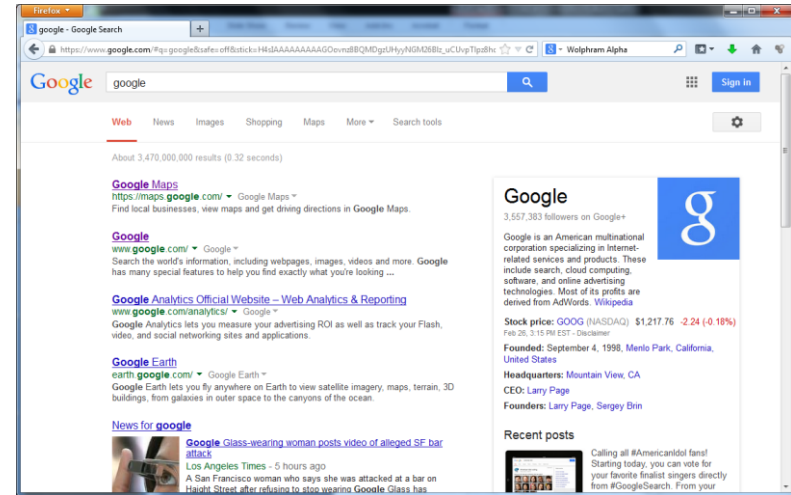 Firefox
google - Google Search
https://www.google.com/#q=google&safe=off&stick=
Wolphram Alpha
Google
google
Sign in
Web News Images Shopping Maps More Search tools
About 3,470,000,000 results (0.32 seconds)
Google Maps
https://maps.google.com/ Google Maps
Find local businesses, view maps and get driving directions in Google Maps.
Google
www.google.com/ Google
Search the world's information, including webpages, images, videos and more. Google
has many special features to help you find exactly what you're looking ...
Google Analytics Official Website – Web Analytics & Reporting
www.google.com/analytics/ Google
Google Analytics lets you measure your advertising ROI as well as track your Flash,
video, and social networking sites and applications.
Google Earth
earth.google.com/ Google Earth
Google Earth lets you fly anywhere on Earth to view satellite imagery, maps, terrain, 3D
buildings, from galaxies in outer space to the canyons of the ocean.
News for google
Google Glass-wearing woman posts video of alleged SF bar
attack
Los Angeles Times - 5 hours ago
A San Francisco woman who says she was attacked at a bar on
Haight Street after refusing to stop wearing Google Glass has
Google
3,557,383 followers on Google+
g
Google is an American multinational
corporation specializing in Internet-
related services and products. These
include search, cloud computing,
software, and online advertising
technologies. Most of its profits are
derived from AdWords. Wikipedia
Stock price: GOOG (NASDAQ) $1,217.76 -2.24 (-0.18%)
Feb 26, 3:15 PM EST - Disclaimer
Founded: September 4, 1998, Menlo Park, California,
United States
Headquarters: Mountain View, CA
CEO: Larry Page
Founders: Larry Page, Sergey Brin
Recent posts
Calling all #AmericanIdol fans!
Starting today, you can vote for
your favorite finalist singers directly
from #GoogleSearch. From your